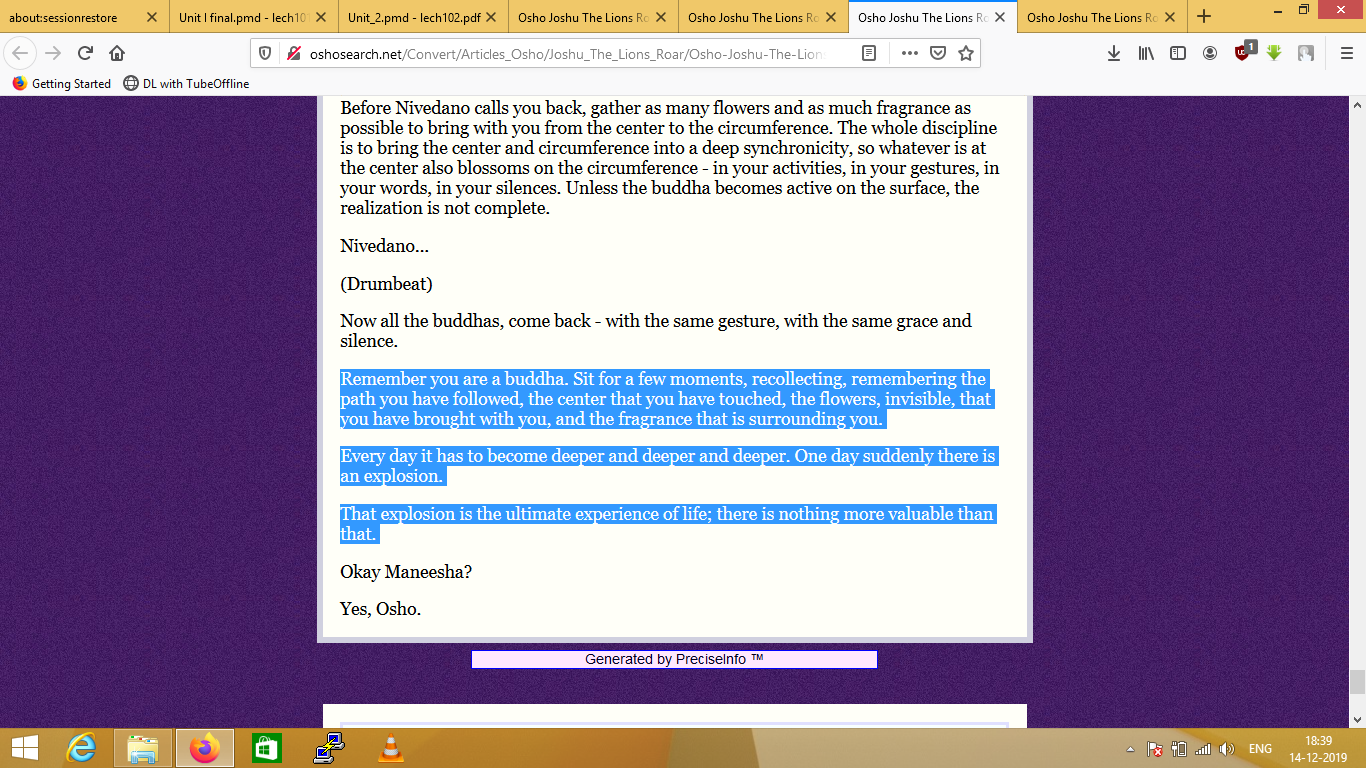 about:sessionrestore
Unit I final.pmd - lech101
Unit_2.pmd - lech102.pdf
Osho Joshu The Lions Ro
Osho Joshu The Lions Ro
Osho Joshu The Lions Ro
Osho Joshu The Lions Ro
oshosearch.net/Convert/Articles_Osho/Joshu_The_Lions_Roar/Osho-Joshu-The-Lions
1
Getting Started
DL with TubeOffline
Before Nivedano calls you back, gather as many flowers and as much fragrance as
possible to bring with you from the center to the circumference. The whole discipline
is to bring the center and circumference into a deep synchronicity, so whatever is at
the center also blossoms on the circumference - in your activities, in your gestures, in
your words, in your silences. Unless the buddha becomes active on the surface, the
realization is not complete.
Nivedano...
(Drumbeat)
Now all the buddhas, come back - with the same gesture, with the same grace and
silence.
Remember you are a buddha. Sit for a few moments, recollecting, remembering the
path you have followed, the center that you have touched, the flowers, invisible, that
you have brought with you, and the fragrance that is surrounding you.
Every day it has to become deeper and deeper and deeper. One day suddenly there is
an explosion.
That explosion is the ultimate experience of life; there is nothing more valuable than
that.
Okay Maneesha?
Yes, Osho.
Generated by PreciseInfo ™
ENG
18:39
14-12-2019